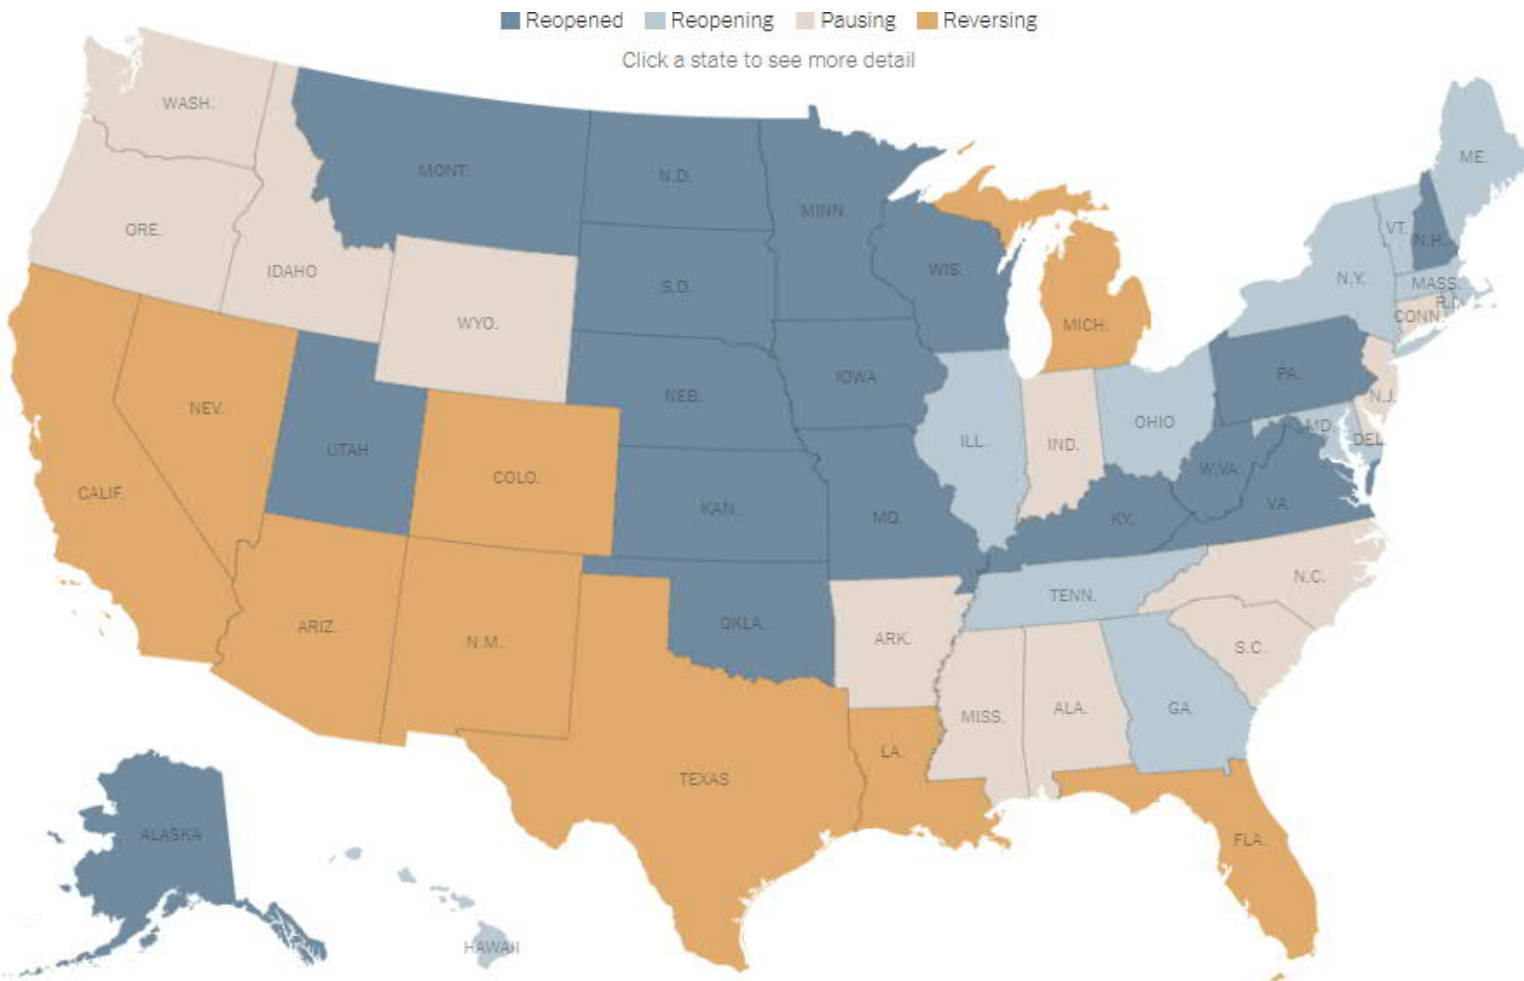 Reopened Reopening Pausing Reversing
Click a state to see more detail
WASH.
MONT.
N.D.
MINN.
ME.
ORE.
IDAHO
WYO.
S.D.
WIS.
MICH.
VT.
N.H.
N.Y.
MASS.
R.I.
CONN.
NEV.
UTAH
COLO.
NEB.
IOWA
ILL.
IND.
OHIO
PA.
N.J.
MD.
DEL.
CALIF.
KAN.
MO.
KY.
W.VA.
VA.
ARIZ.
N.M.
OKLA.
ARK.
TENN.
N.C.
S.C.
TEXAS
LA.
MISS.
ALA.
GA.
FLA.
ALASKA
HAWAII